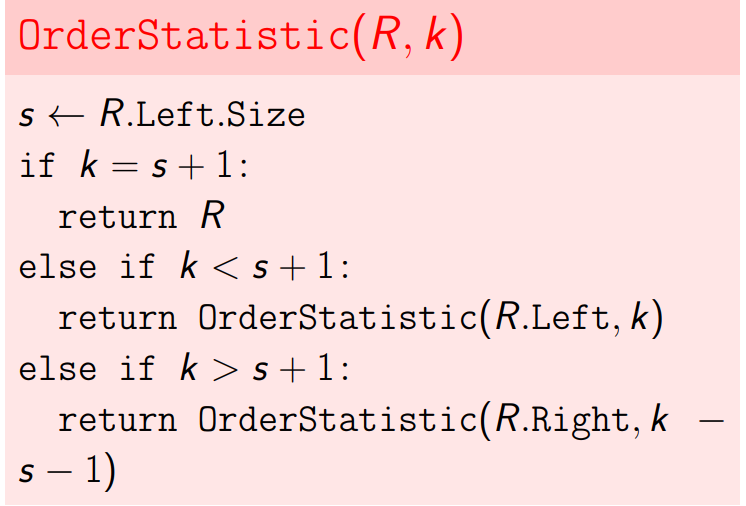 OrderStatistic(R, k)
s ← R.Left.Size
if k = s + 1:
return R
else if k < s + 1:
return OrderStatistic(R.Left, k)
else if k > s + 1:
return OrderStatistic(R.Right, k −
s − 1)